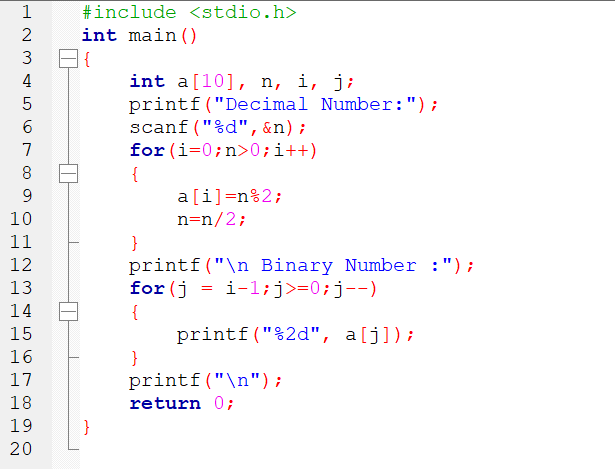 1 #include <stdio.h>
2 int main()
3 {
4 int a[10], n, i, j;
5 printf("Decimal Number:");
6 scanf("%d",&n);
7 for(i=0;n>0;i++)
8 {
9 a[i]=n%2;
10 n=n/2;
11 }
12 printf("\n Binary Number :");
13 for(j = i-1;j>=0;j--)
14 {
15 printf("%2d", a[j]);
16 }
17 printf("\n");
18 return 0;
19 }
20